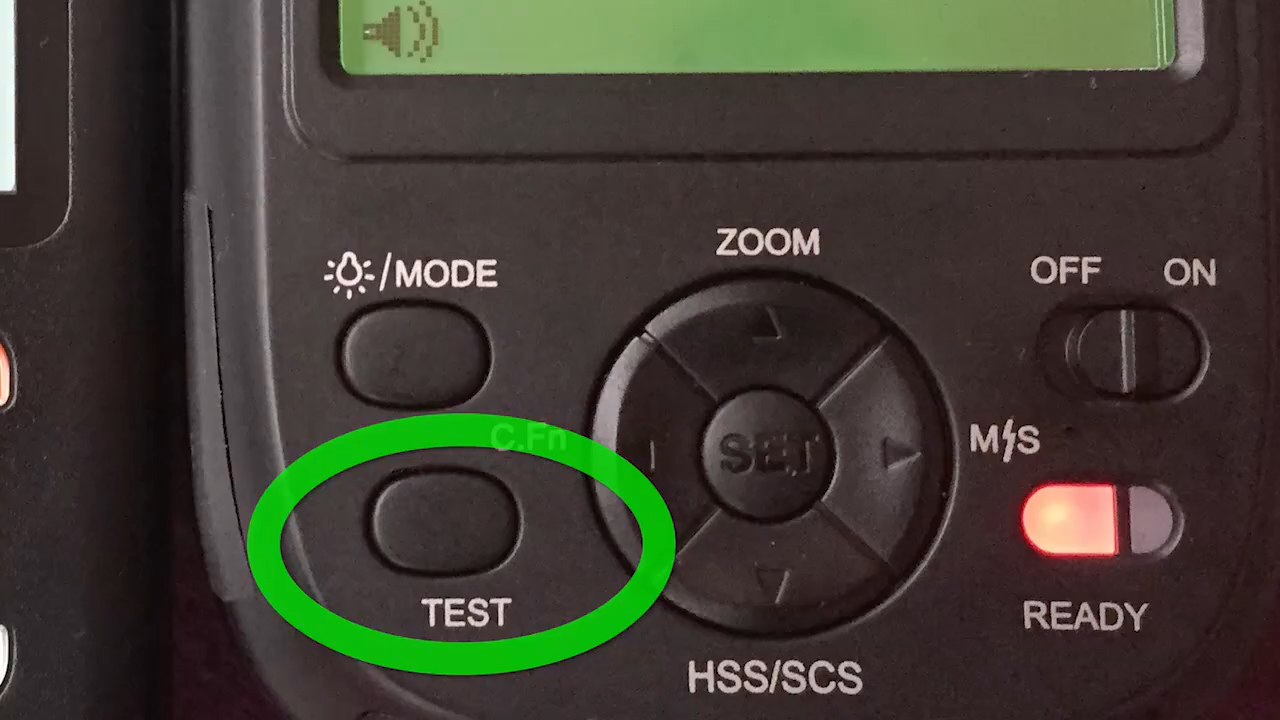 ZOOM
/MODE
OFF ON
C.Fn
SET
M S
TEST
READY
HSS/SCS